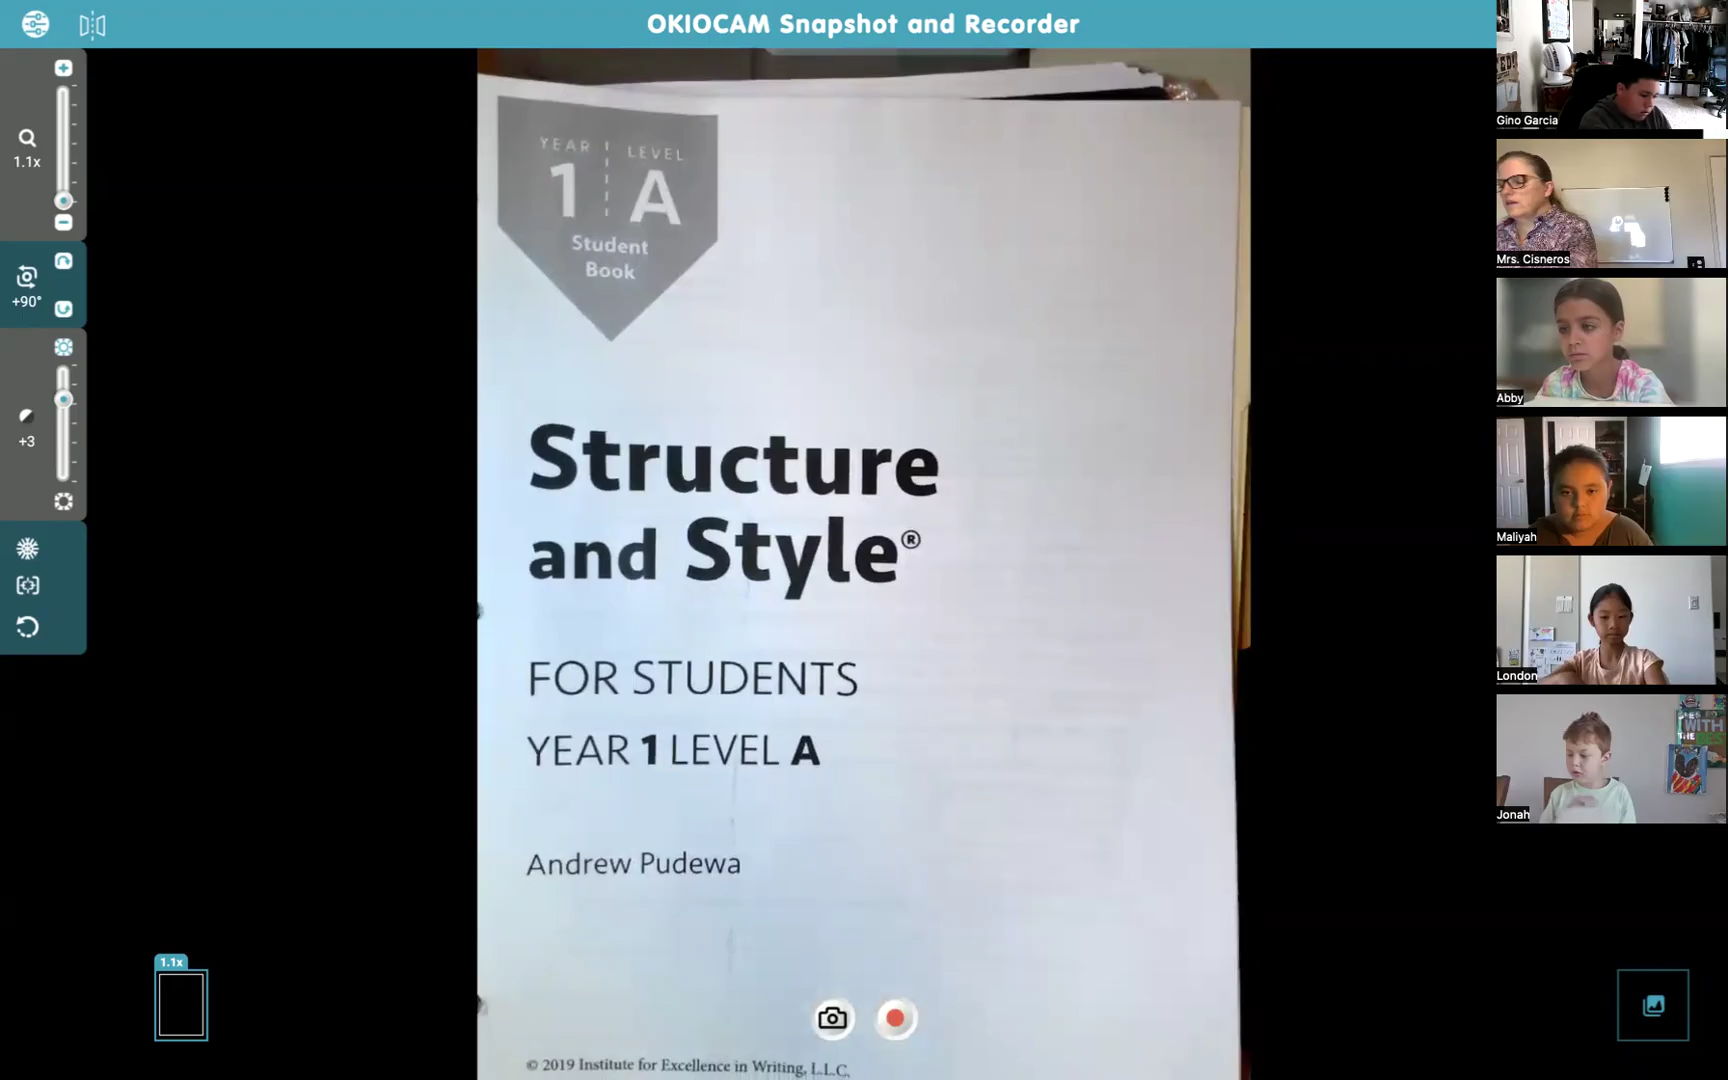 OKIOCAM Snapshot and Recorder
1.1x
+90°
+3
1.1x
YEAR LEVEL
1 A
Student
Book
Structure
and Style®
FOR STUDENTS
YEAR 1 LEVEL A
Andrew Pudewa
© 2019 Institute for Excellence in Writing, L.L.C.
Gino Garcia
Mrs. Cisneros
Abby
Maliyah
London
Jonah
WITH
THE